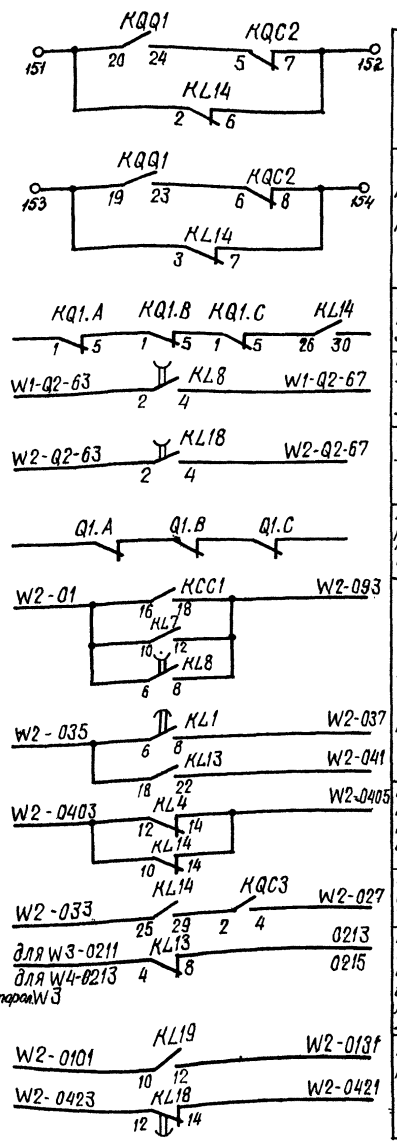 KQQ1 KQC2
151 20 24 5 7 152
KL14
2 6
KQQ1 KQC2
153 19 23 6 8 154
KL14
3 7
KQ1.A KQ1.B KQ1.C KL14
1 5 1 5 1 5 26 30
W1-Q2-63 KL8 W1-Q2-67
2 4
W2-Q2-63 KL18 W2-Q2-67
2 4
Q1.A Q1.B Q1.C
W2-01 KCC1 W2-093
16 18
KL7
10 12
KL8
6 8
W2-035 KL1 W2-037
6 8
KL13 W2-041
18 22
W2-0403 KL4 W2-0405
12 14
KL14
10 14
W2-033 KL14 KQC3 W2-027
25 29 2 4
для W3-0211 KL13 0213
для W4-0213 4 8 0215
W3
KL19
W2-0101 W2-0131
10 12
W2-0423 KL18 W2-0421
12 14